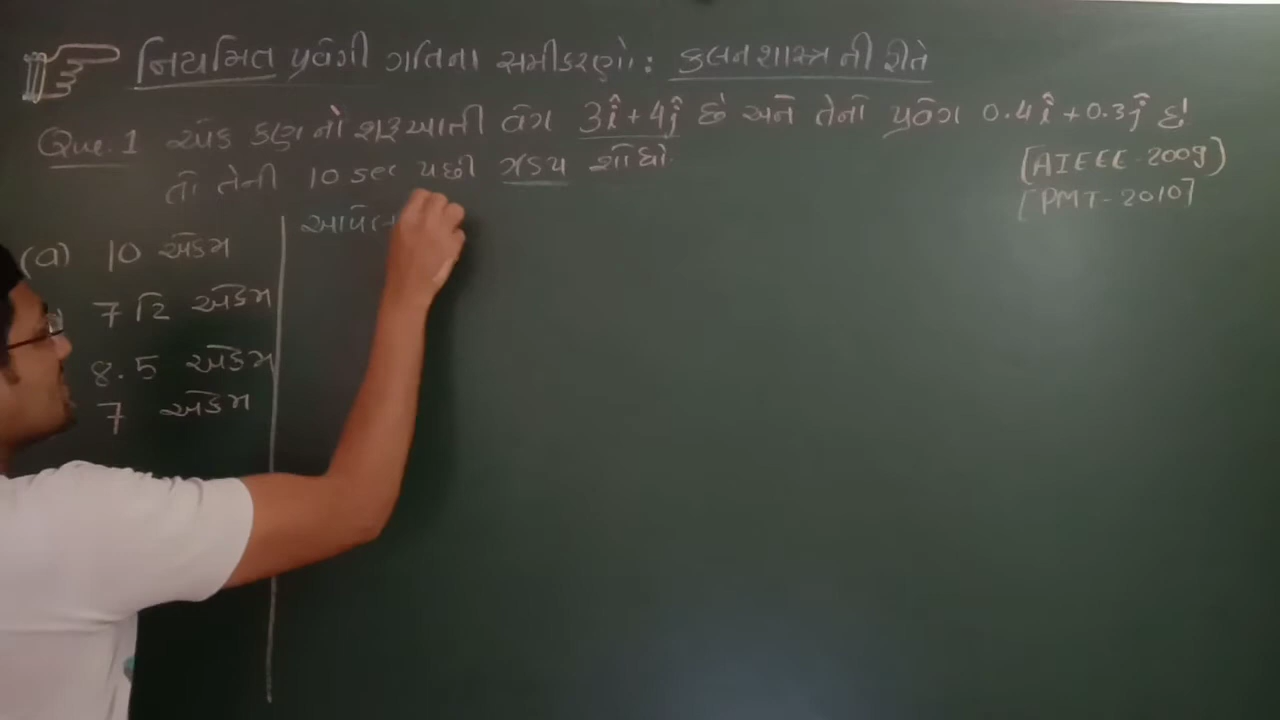 નિયમિત પ્રવેગી ગતિના સમીકરણો : કલનશાસ્ત્ર ની રીતે
Que. 1 એક કણ નો શરૂઆતી વેગ 3î + 4ĵ છે અને તેનો પ્રવેગ 0.4î + 0.3ĵ છે
તો તેની 10 sec પછી ઝડપ શોધો.
[AIEEE-2009]
[PMT-2010]
(a) 10 એકમ
7 √2 એકમ
8.5 એકમ
7 એકમ